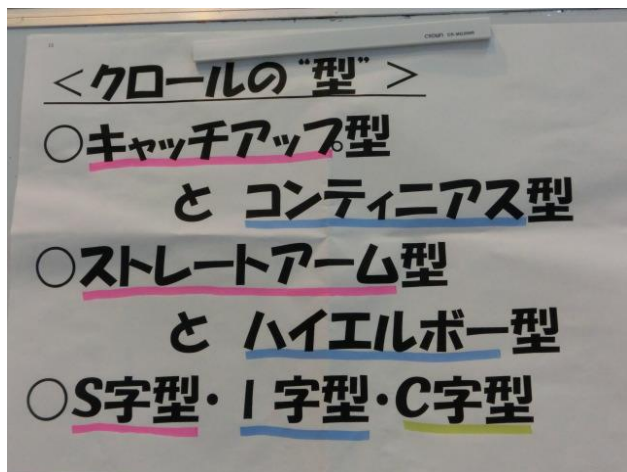 ＜クロールの“型”＞
○キャッチアップ型
と コンティニアス型
○ストレートアーム型
と ハイエルボー型
○S字型・I字型・C字型